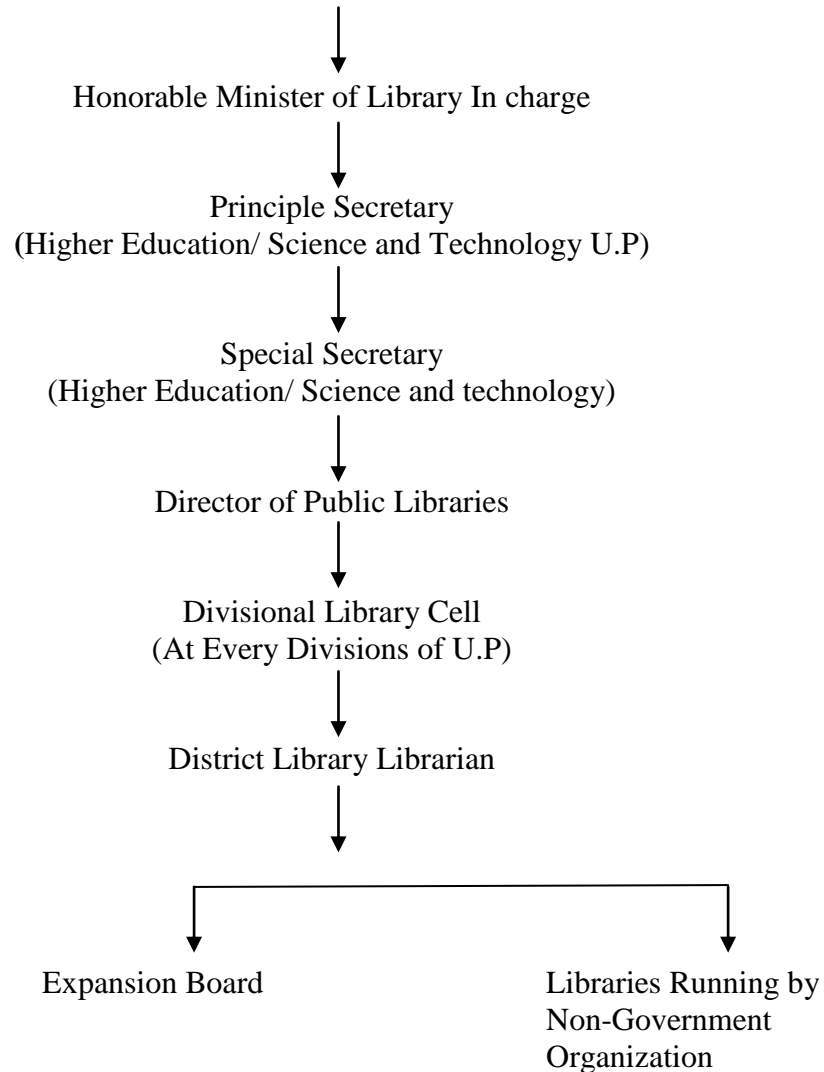 Honorable Minister of Library In charge
Principle Secretary
(Higher Education/ Science and Technology U.P)
Special Secretary
(Higher Education/ Science and technology)
Director of Public Libraries
Divisional Library Cell
(At Every Divisions of U.P)
District Library Librarian
Expansion Board
Libraries Running by
Non-Government
Organization